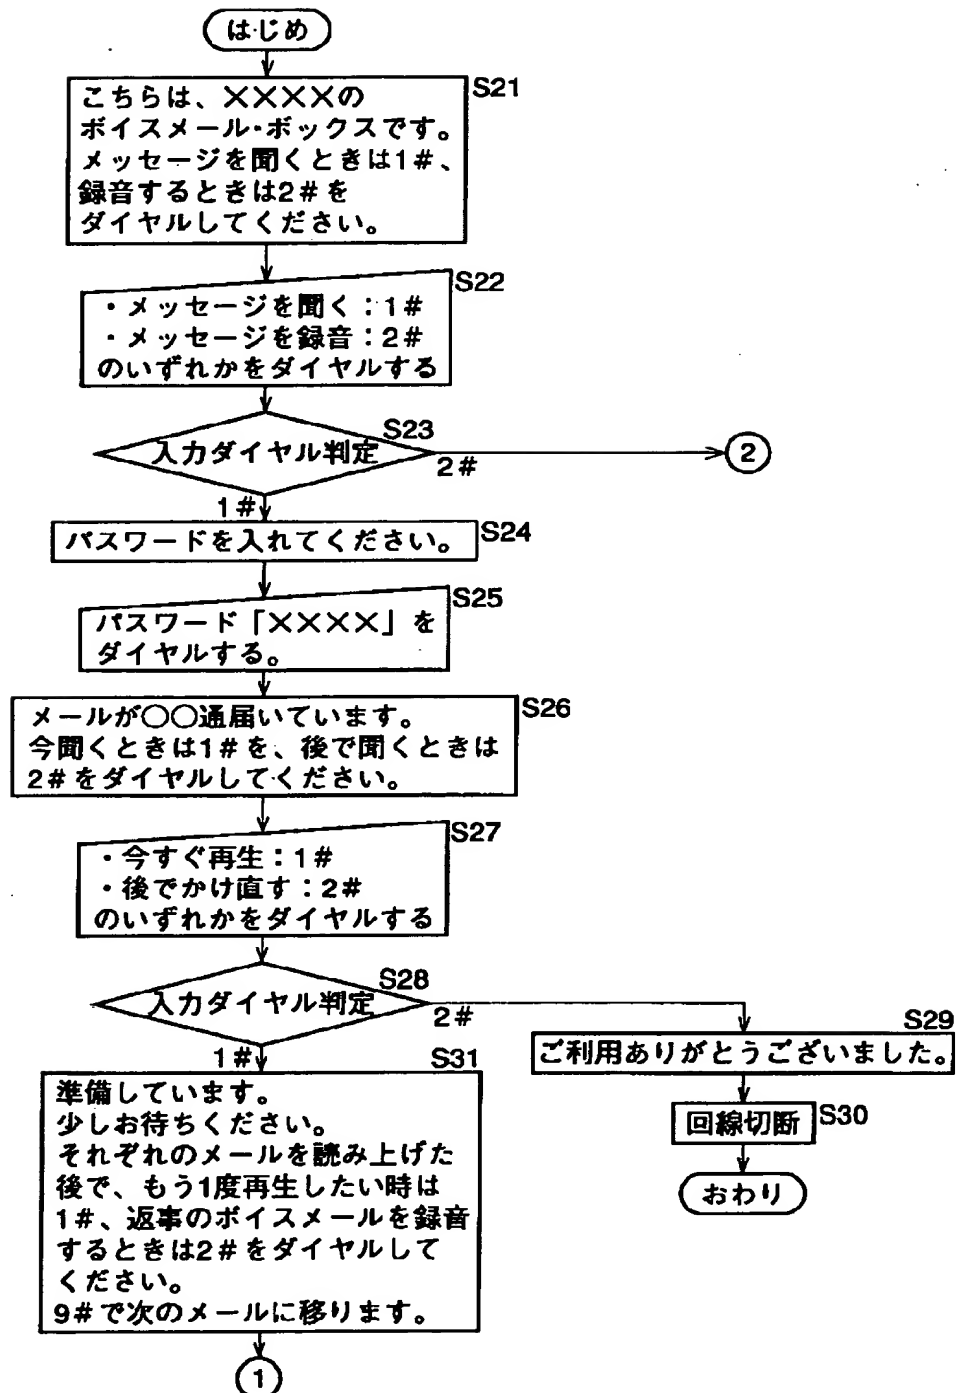 はじめ
S21
こちらは、××××の
ボイスメール・ボックスです。
メッセージを聞くときは1#、
録音するときは2#を
ダイヤルしてください。
S22
・メッセージを聞く：1#
・メッセージを録音：2#
のいずれかをダイヤルする
S23
入力ダイヤル判定
2#
2
1#
S24
パスワードを入れてください。
S25
パスワード「××××」を
ダイヤルする。
S26
メールが〇〇通届いています。
今聞くときは1#を、後で聞くときは
2#をダイヤルしてください。
S27
・今すぐ再生：1#
・後でかけ直す：2#
のいずれかをダイヤルする
S28
入力ダイヤル判定
2#
1#
S29
ご利用ありがとうございました。
S30
回線切断
おわり
S31
準備しています。
少しお待ちください。
それぞれのメールを読み上げた
後で、もう1度再生したい時は
1#、返事のボイスメールを録音
するときは2#をダイヤルして
ください。
9#で次のメールに移ります。
1